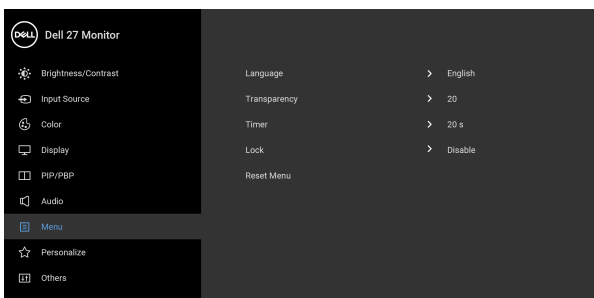 DELL Dell 27 Monitor
Brightness/Contrast
Input Source
Color
Display
PIP/PBP
Audio
Menu
Personalize
Others
Language > English
Transparency > 20
Timer > 20 s
Lock > Disable
Reset Menu